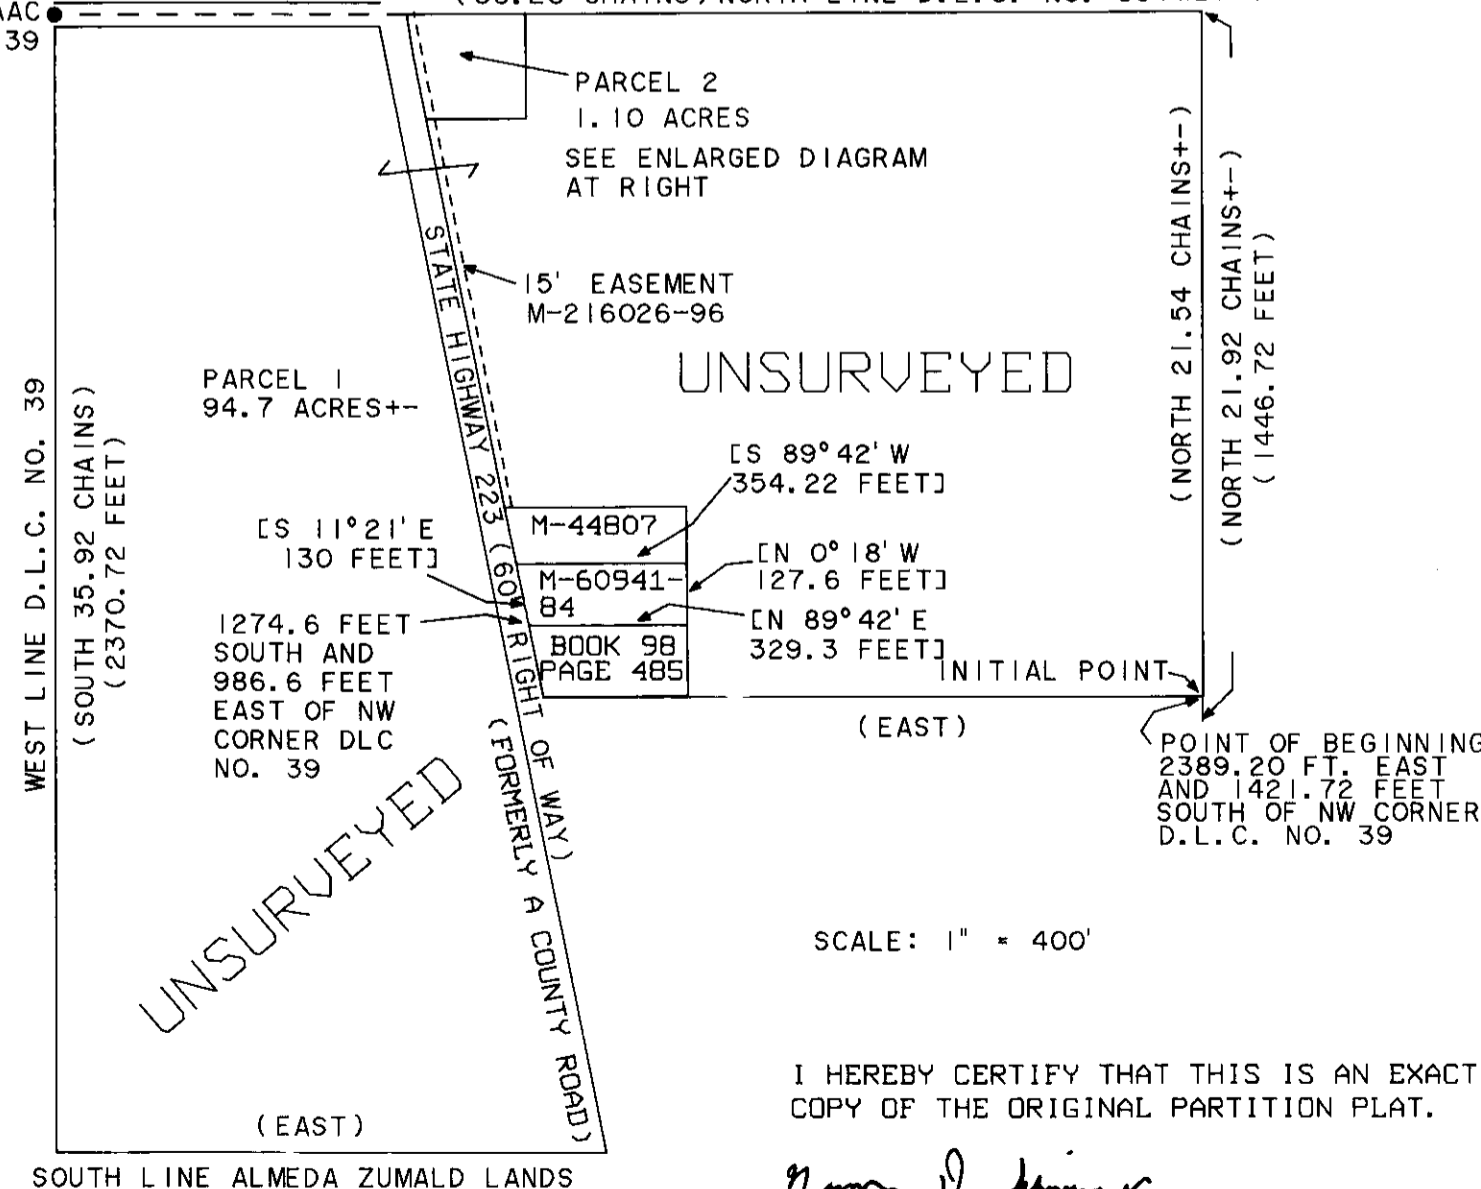 AAC
39
PARCEL 2
1.10 ACRES
SEE ENLARGED DIAGRAM
AT RIGHT
15' EASEMENT
M-216026-96
STATE HIGHWAY 223 (60' RIGHT OF WAY)
(FORMERLY A COUNTY ROAD)
UNSURVEYED
(NORTH 21.54 CHAINS+-)
(NORTH 21.92 CHAINS+-)
(1446.72 FEET)
WEST LINE D.L.C. NO. 39
(SOUTH 35.92 CHAINS)
(2370.72 FEET)
PARCEL 1
94.7 ACRES+-
[S 89°42' W
354.22 FEET]
[S 11°21' E
130 FEET]
M-44807
M-60941-
84
BOOK 98
PAGE 485
[N 0°18' W
127.6 FEET]
[N 89°42' E
329.3 FEET]
1274.6 FEET
SOUTH AND
986.6 FEET
EAST OF NW
CORNER DLC
NO. 39
INITIAL POINT
(EAST)
POINT OF BEGINNING
2389.20 FT. EAST
AND 1421.72 FEET
SOUTH OF NW CORNER
D.L.C. NO. 39
UNSURVEYED
SCALE: 1" = 400'
I HEREBY CERTIFY THAT THIS IS AN EXACT
COPY OF THE ORIGINAL PARTITION PLAT.
(EAST)
SOUTH LINE ALMEDA ZUMALD LANDS